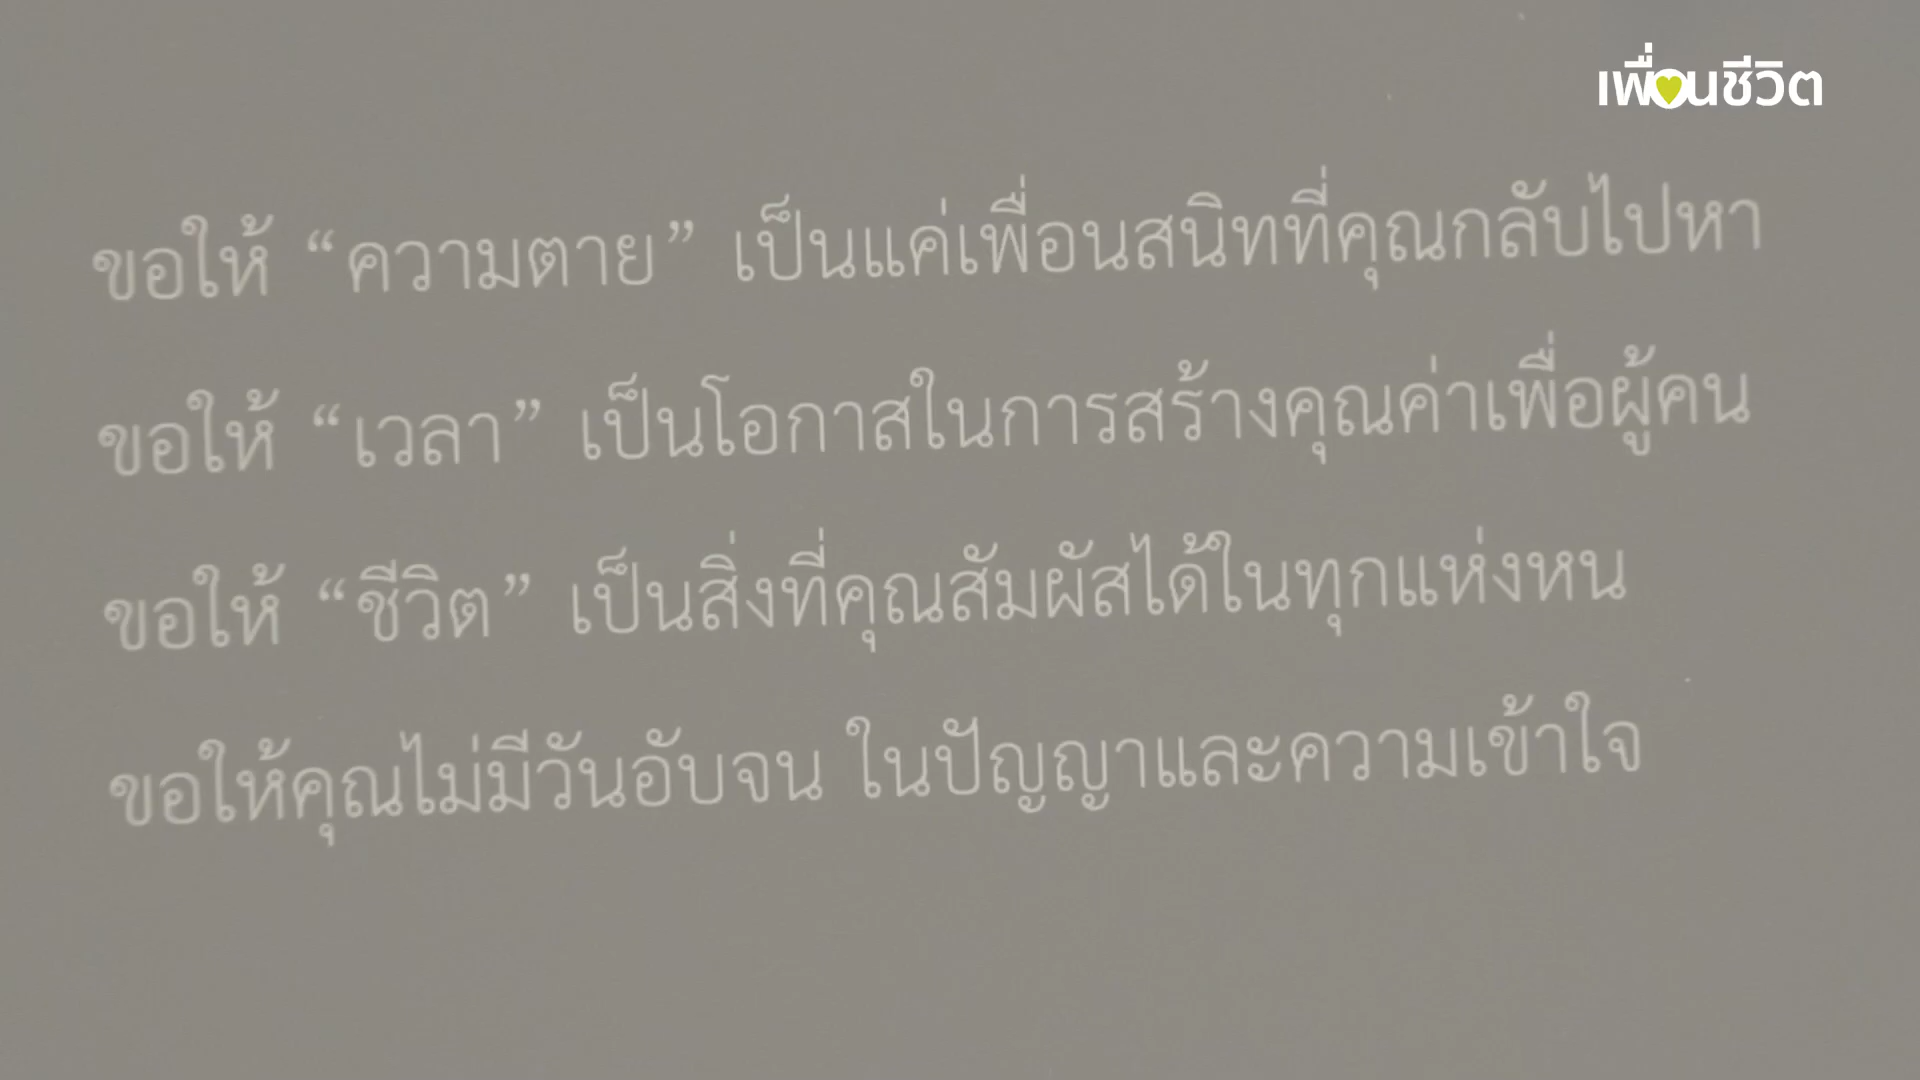 เพื่อนชีวิต
ขอให้ “ความตาย” เป็นแค่เพื่อนสนิทที่คุณกลับไปหา
ขอให้ “เวลา” เป็นโอกาสในการสร้างคุณค่าเพื่อผู้คน
ขอให้ “ชีวิต” เป็นสิ่งที่คุณสัมผัสได้ในทุกแห่งหน
ขอให้คุณไม่มีวันอับจน ในปัญญาและความเข้าใจ